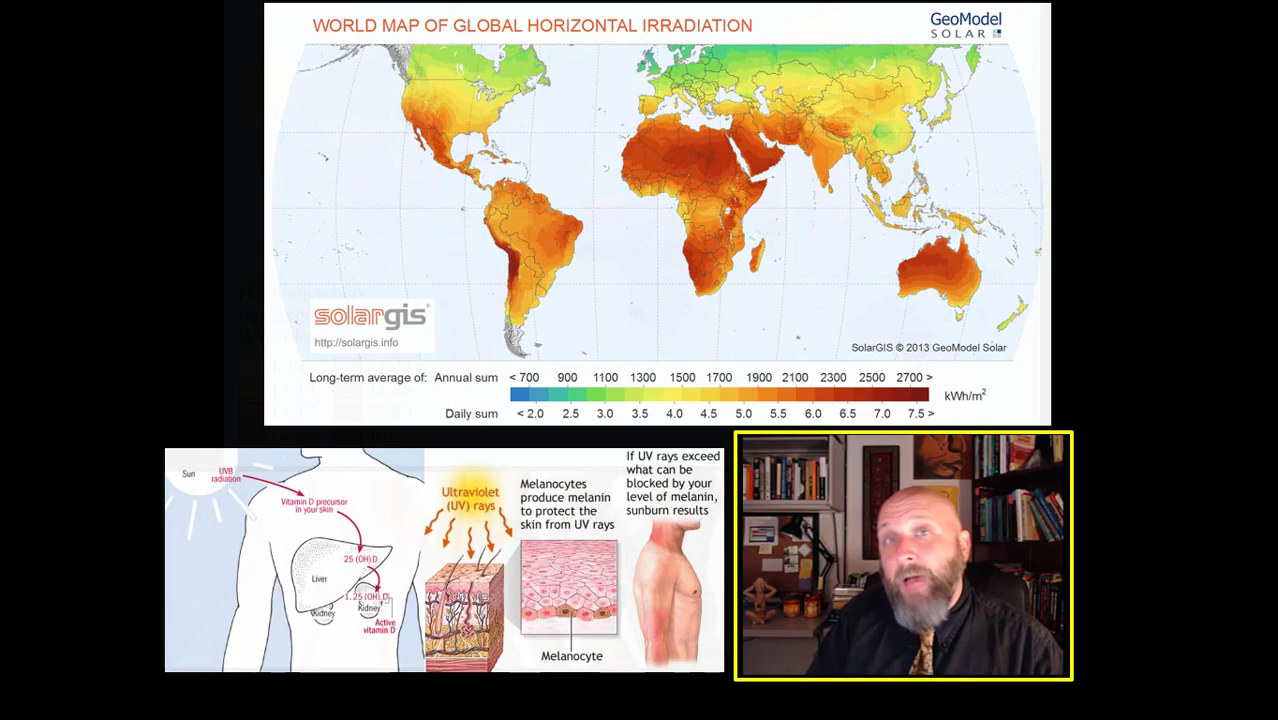 WORLD MAP OF GLOBAL HORIZONTAL IRRADIATION
GeoModel
SOLAR
solargis
http://solargis.info
SolarGIS © 2013 GeoModel Solar
Long-term average of: Annual sum < 700 900 1100 1300 1500 1700 1900 2100 2300 2500 2700 >
kWh/m²
Daily sum < 2.0 2.5 3.0 3.5 4.0 4.5 5.0 5.5 6.0 6.5 7.0 7.5 >
Sun
UVB
radiation
Vitamin D precursor
in your skin
25 (OH)D
Liver
1, 25 (OH)₂D
Kidney
Kidney
Active
vitamin D
Ultraviolet
(UV) rays
Melanocytes
produce melanin
to protect the
skin from UV rays
Melanocyte
If UV rays exceed
what can be
blocked by your
level of melanin,
sunburn results